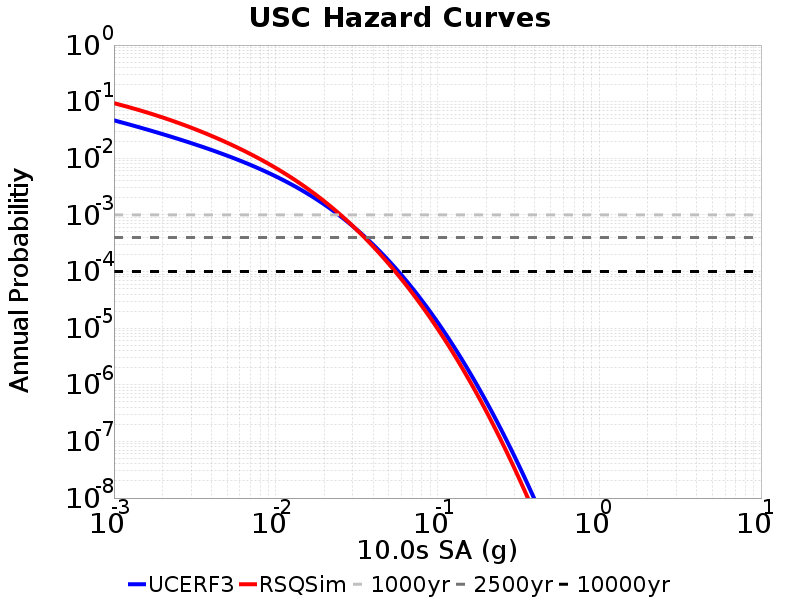 USC Hazard Curves
10^0
10^-1
10^-2
10^-3
10^-4
10^-5
10^-6
10^-7
10^-8
Annual Probabilitiy
10^-3 10^-2 10^-1 10^0 10^1
10.0s SA (g)
UCERF3 RSQSim 1000yr 2500yr 10000yr